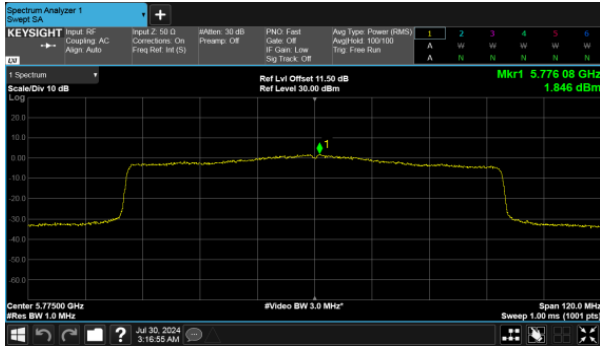 Spectrum Analyzer 1
Swept SA
+
KEYSIGHT
Input: RF
Coupling: AC
Align: Auto
Input Z: 50 Ω
Corrections: On
Freq Ref: Int (S)
#Atten: 30 dB
Preamp: Off
PNO: Fast
Gate: Off
IF Gain: Low
Sig Track: Off
Avg Type: Power (RMS)
Avg|Hold: 100/100
Trig: Free Run
1 2 3 4 5 6
A W W W W W
A N N N N N
LXI
1 Spectrum
Scale/Div 10 dB
Ref Lvl Offset 11.50 dB
Ref Level 30.00 dBm
Mkr1 5.776 08 GHz
1.846 dBm
Log
20.0
10.0
0.00
-10.0
-20.0
-30.0
-40.0
-50.0
-60.0
1
Center 5.77500 GHz
#Res BW 1.0 MHz
#Video BW 3.0 MHz*
Span 120.0 MHz
Sweep 1.00 ms (1001 pts)
?
Jul 30, 2024
3:16:55 AM